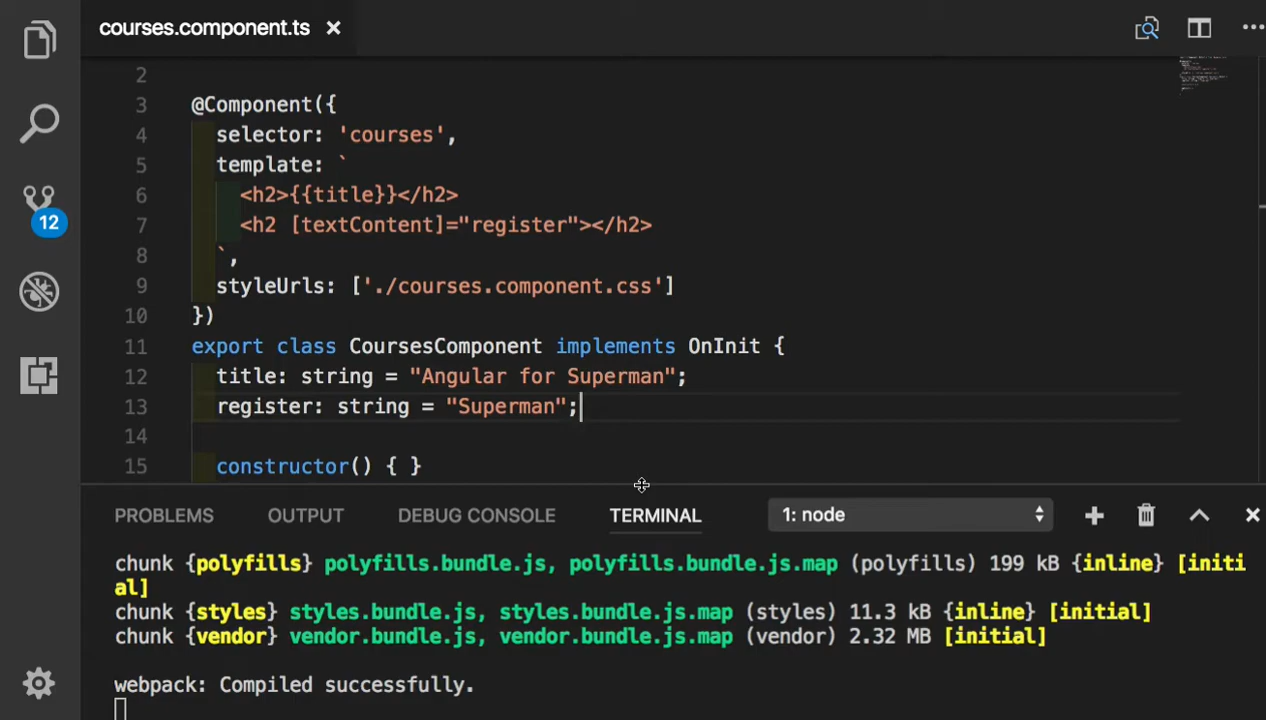 courses.component.ts
2
3 @Component({
4 selector: 'courses',
5 template: `
6 <h2>{{title}}</h2>
7 <h2 [textContent]="register"></h2>
8 `,
9 styleUrls: ['./courses.component.css']
10 })
11 export class CoursesComponent implements OnInit {
12 title: string = "Angular for Superman";
13 register: string = "Superman";
14
15 constructor() { }
12
PROBLEMS OUTPUT DEBUG CONSOLE TERMINAL 1: node
chunk {polyfills} polyfills.bundle.js, polyfills.bundle.js.map (polyfills) 199 kB {inline} [initi
al]
chunk {styles} styles.bundle.js, styles.bundle.js.map (styles) 11.3 kB {inline} [initial]
chunk {vendor} vendor.bundle.js, vendor.bundle.js.map (vendor) 2.32 MB [initial]
webpack: Compiled successfully.